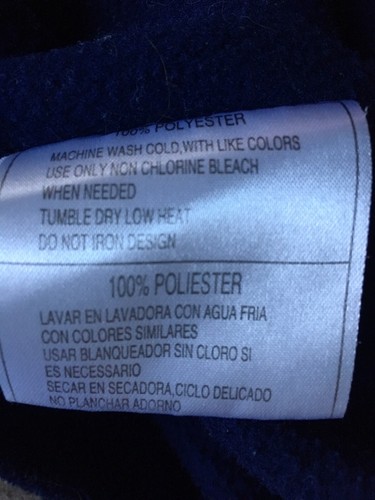 100% POLYESTER
MACHINE WASH COLD,WITH LIKE COLORS
USE ONLY NON CHLORINE BLEACH
WHEN NEEDED
TUMBLE DRY LOW HEAT
DO NOT IRON DESIGN
100% POLIESTER
LAVAR EN LAVADORA CON AGUA FRIA
CON COLORES SIMILARES
USAR BLANQUEADOR SIN CLORO SI
ES NECESSARIO
SECAR EN SECADORA,CICLO DELICADO
NO PLANCHAR ADORNO